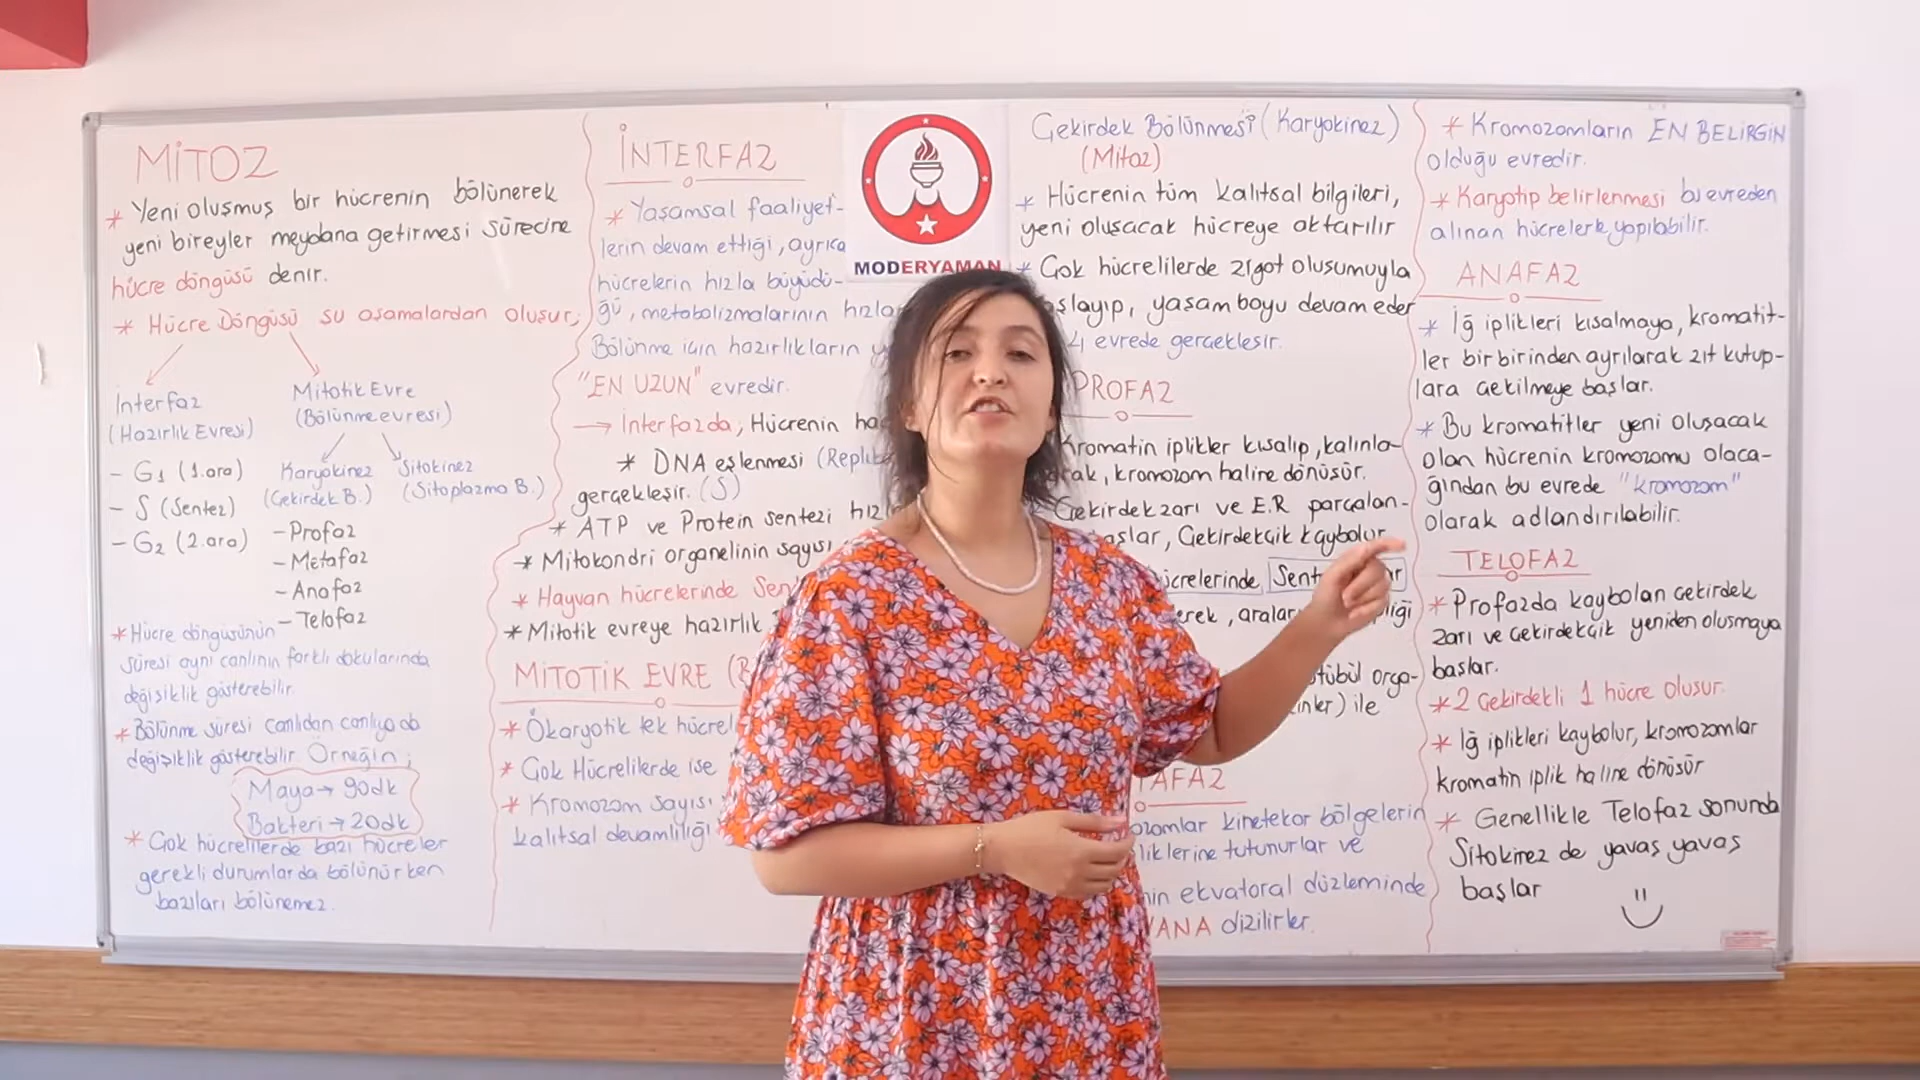 MİTOZ
* Yeni oluşmuş bir hücrenin bölünerek
yeni bireyler meydana getirmesi sürecine
hücre döngüsü denir.
* Hücre Döngüsü şu aşamalardan oluşur;
İnterfaz
(Hazırlık Evresi)
- G1 (1.ara)
- S (Sentez)
- G2 (2.ara)
Mitotik Evre
(Bölünme evresi)
Karyokinez
(Çekirdek B.)
- Profaz
- Metafaz
- Anafaz
- Telofaz
Sitokinez
(Sitoplazma B.)
* Hücre döngüsünün
süresi aynı canlının farklı dokularında
değişiklik gösterebilir.
* Bölünme süresi canlıdan canlıya da
değişiklik gösterebilir. Örneğin;
Maya → 90dk
Bakteri → 20dk
* Çok hücrelilerde bazı hücreler
gerekli durumlarda bölünürken
bazıları bölünemez.
İNTERFAZ
* Yaşamsal faaliyet-
lerin devam ettiği, ayrıca
hücrelerin hızla büyüdü-
ğü, metabolizmalarının
Bölünme için hazırlıkların
"EN UZUN" evredir.
→ İnterfazda, Hücrenin
* DNA eşlenmesi
gerçekleşir. (S)
* ATP ve Protein sentezi
* Mitokondri organelinin sayısı
* Hayvan hücrelerinde
* Mitotik evreye hazırlık
MİTOTİK EVRE
* Ökaryotik tek
* Çok Hücrelilerde ise
* Kromozom sayısı
kalıtsal devamlılığı
MODERYAMAN
Çekirdek Bölünmesi (Karyokinez)
(Mitoz)
* Hücrenin tüm kalıtsal bilgileri,
yeni oluşacak hücreye aktarılır
* Çok hücrelilerde zigot oluşumuyla
yaşam boyu devam eder
4 evrede gerçekleşir.
PROFAZ
Kromatin iplikler kısalıp, kalınla-
kromozom haline dönüşür.
Çekirdek zarı ve E.R parçalan-
Çekirdekçik kaybolur
aralar
ile
kinetekor bölgelerin
tutunurlar ve
ekvatoral düzleminde
YANA dizilirler.
* Kromozomların EN BELİRGİN
olduğu evredir.
* Karyotip belirlenmesi bu evreden
alınan hücrelerle yapılabilir.
ANAFAZ
* İğ iplikleri kısalmaya, kromatit-
ler birbirinden ayrılarak zıt kutup-
lara çekilmeye başlar.
* Bu kromatitler yeni oluşacak
olan hücrenin kromozomu olaca-
ğından bu evrede "kromozom"
olarak adlandırılabilir.
TELOFAZ
* Profazda kaybolan çekirdek
zarı ve çekirdekçik yeniden oluşmaya
başlar.
* 2 Çekirdekli 1 hücre oluşur.
* İğ iplikleri kaybolur, kromozomlar
kromatin iplik haline dönüşür
* Genellikle Telofaz sonunda
Sitokinez de yavaş yavaş
başlar